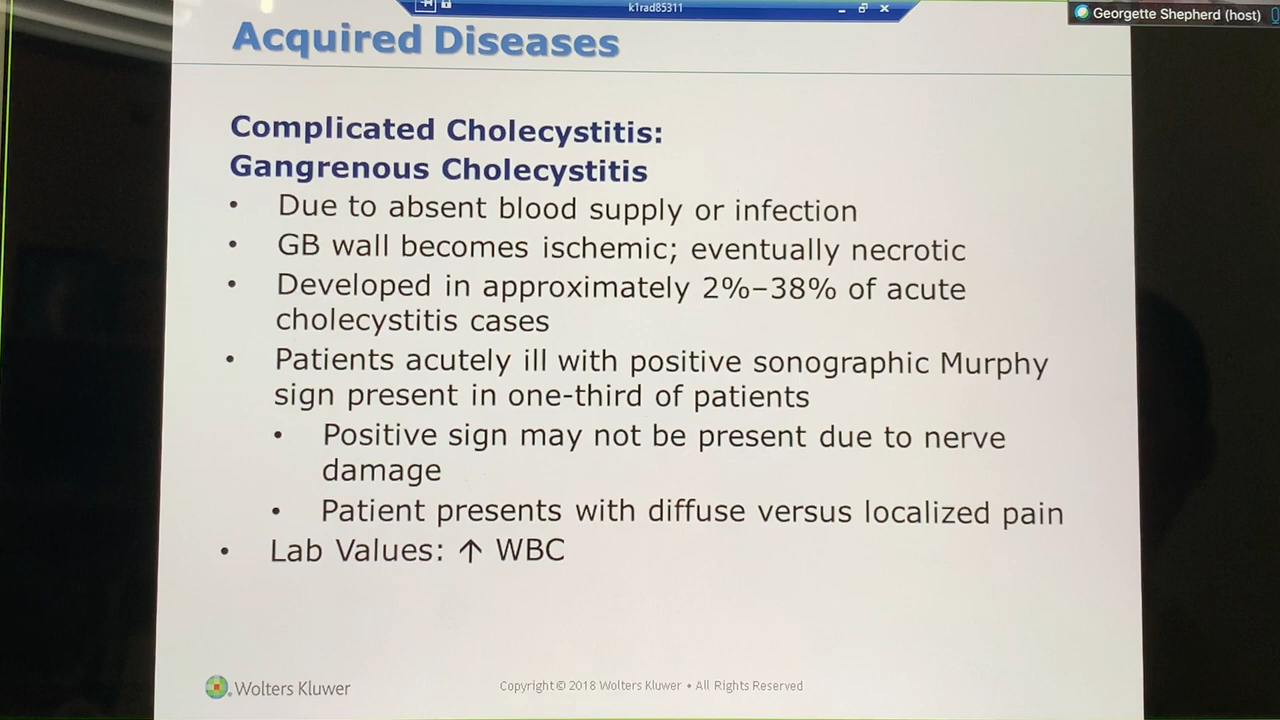 k1rad85311
Georgette Shepherd (host)
Acquired Diseases
Complicated Cholecystitis:
Gangrenous Cholecystitis
• Due to absent blood supply or infection
• GB wall becomes ischemic; eventually necrotic
• Developed in approximately 2%–38% of acute
cholecystitis cases
• Patients acutely ill with positive sonographic Murphy
sign present in one-third of patients
• Positive sign may not be present due to nerve
damage
• Patient presents with diffuse versus localized pain
• Lab Values: ↑ WBC
Wolters Kluwer
Copyright © 2018 Wolters Kluwer • All Rights Reserved